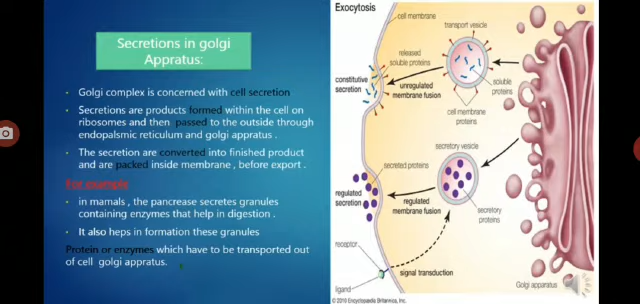 Secretions in golgi
Appratus:
Golgi complex is concerned with cell secretion
Secretions are products formed within the cell on
ribosomes and then passed to the outside through
endopalsmic reticulum and golgi apparatus .
The secretion are converted into finished product
and are packed inside membrane , before export .
For example
in mamals , the pancrease secretes granules
containing enzymes that help in digestion .
It also heps in formation these granules
Protein or enzymes which have to be transported out
of cell golgi apparatus.
Exocytosis
cell membrane
transport vesicle
released
soluble proteins
constitutive
secretion
unregulated
membrane fusion
soluble
proteins
cell membrane
proteins
secretory vesicle
secreted proteins
regulated
secretion
regulated
membrane fusion
secretory
proteins
receptor
signal transduction
ligand
Golgi apparatus
© 2010 Encyclopædia Britannica, Inc.